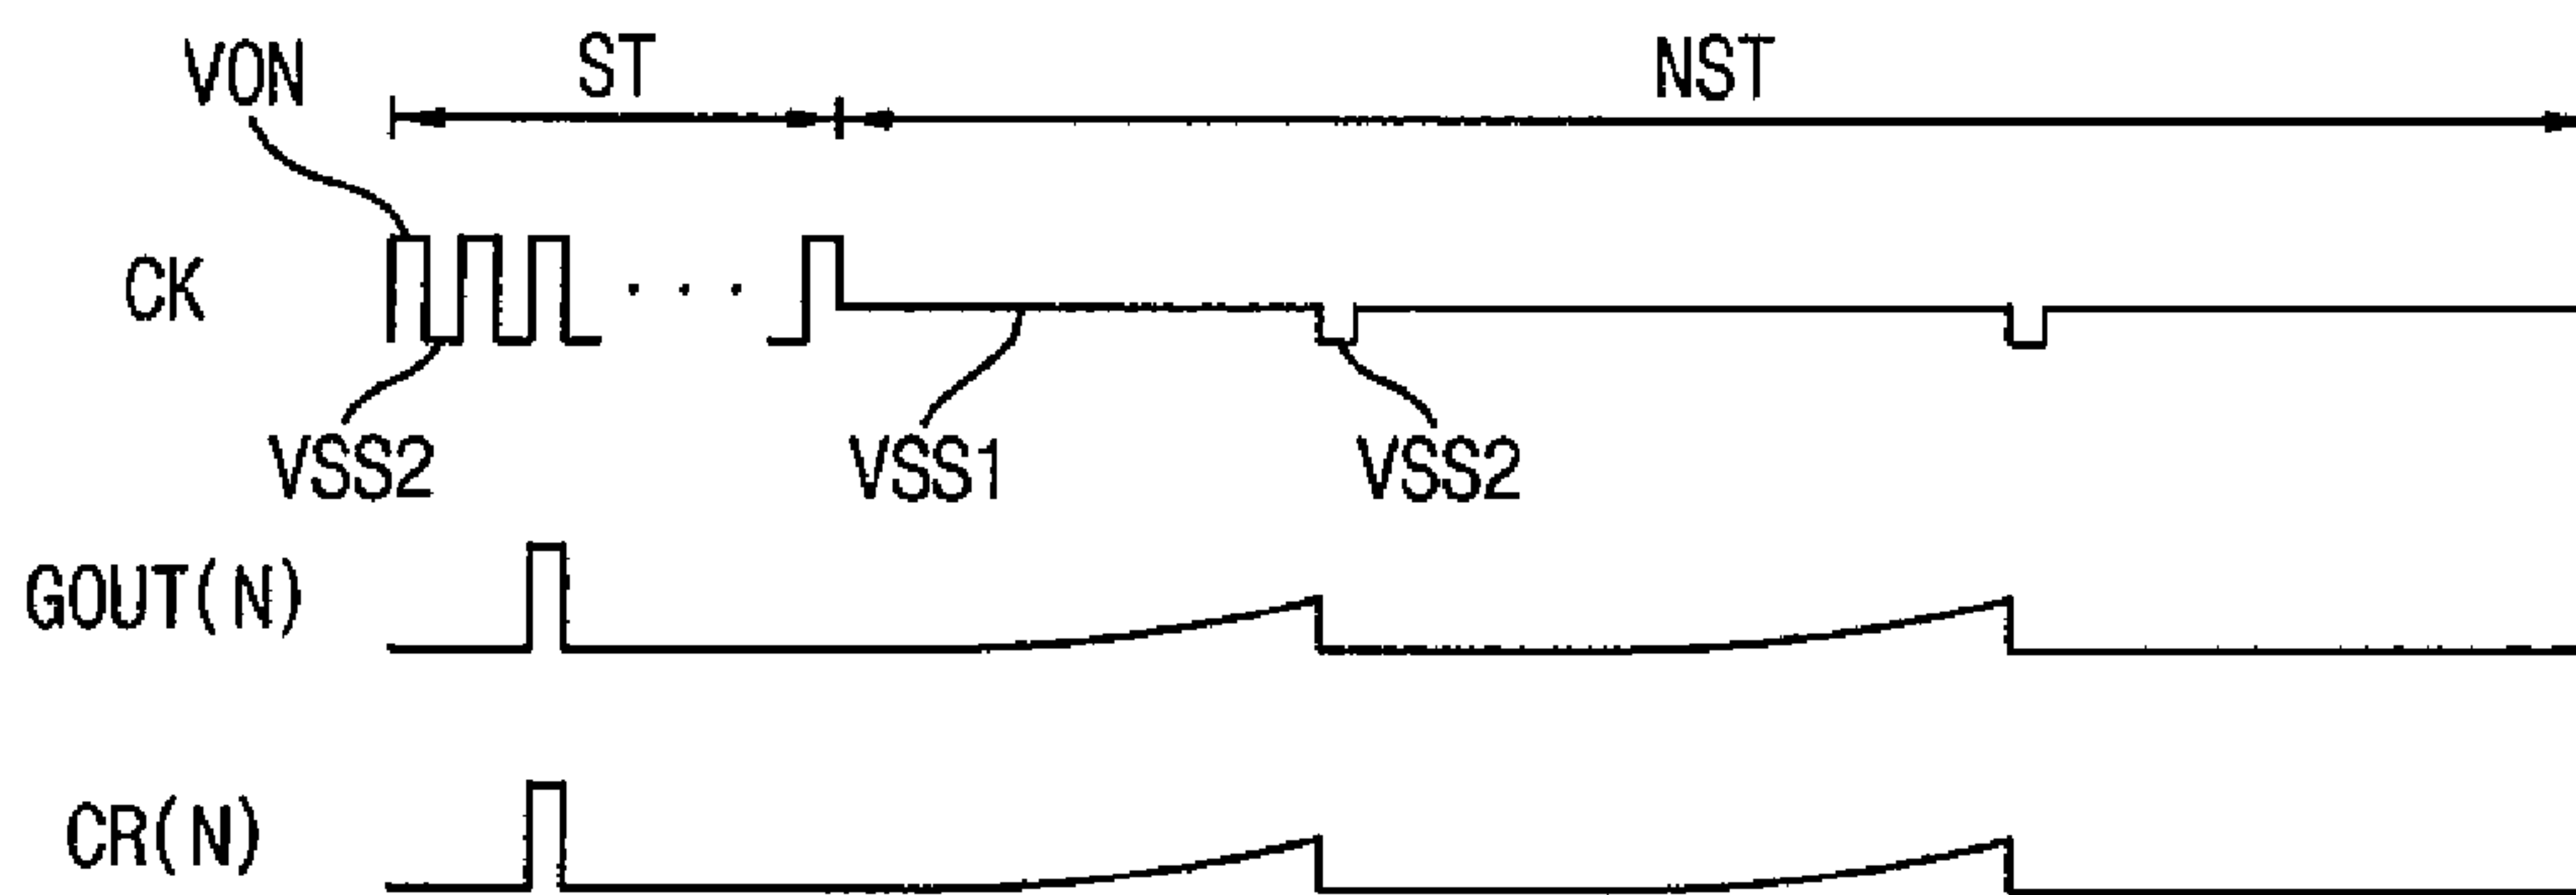 VON
ST
NST
CK
· · ·
VSS2
VSS1
VSS2
GOUT(N)
CR(N)